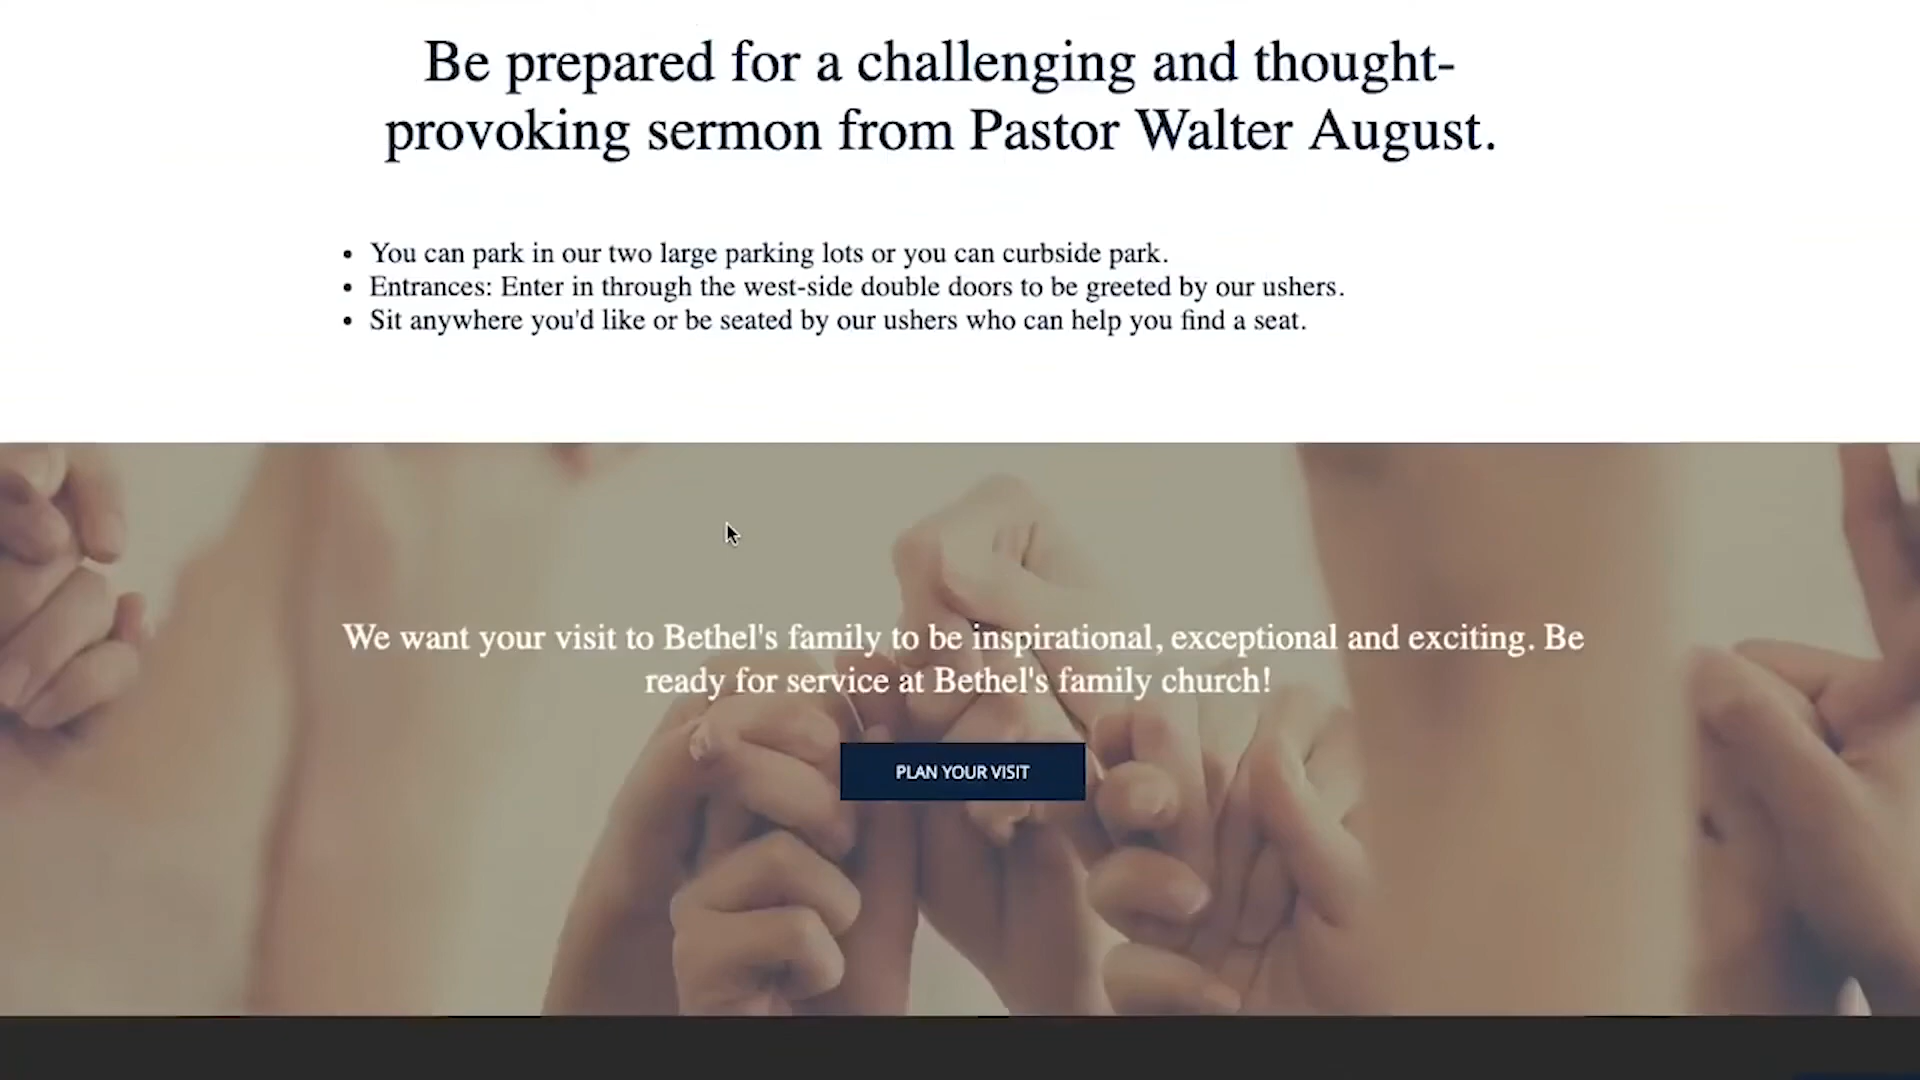 Be prepared for a challenging and thought-
provoking sermon from Pastor Walter August.
• You can park in our two large parking lots or you can curbside park.
• Entrances: Enter in through the west-side double doors to be greeted by our ushers.
• Sit anywhere you'd like or be seated by our ushers who can help you find a seat.
We want your visit to Bethel's family to be inspirational, exceptional and exciting. Be
ready for service at Bethel's family church!
PLAN YOUR VISIT